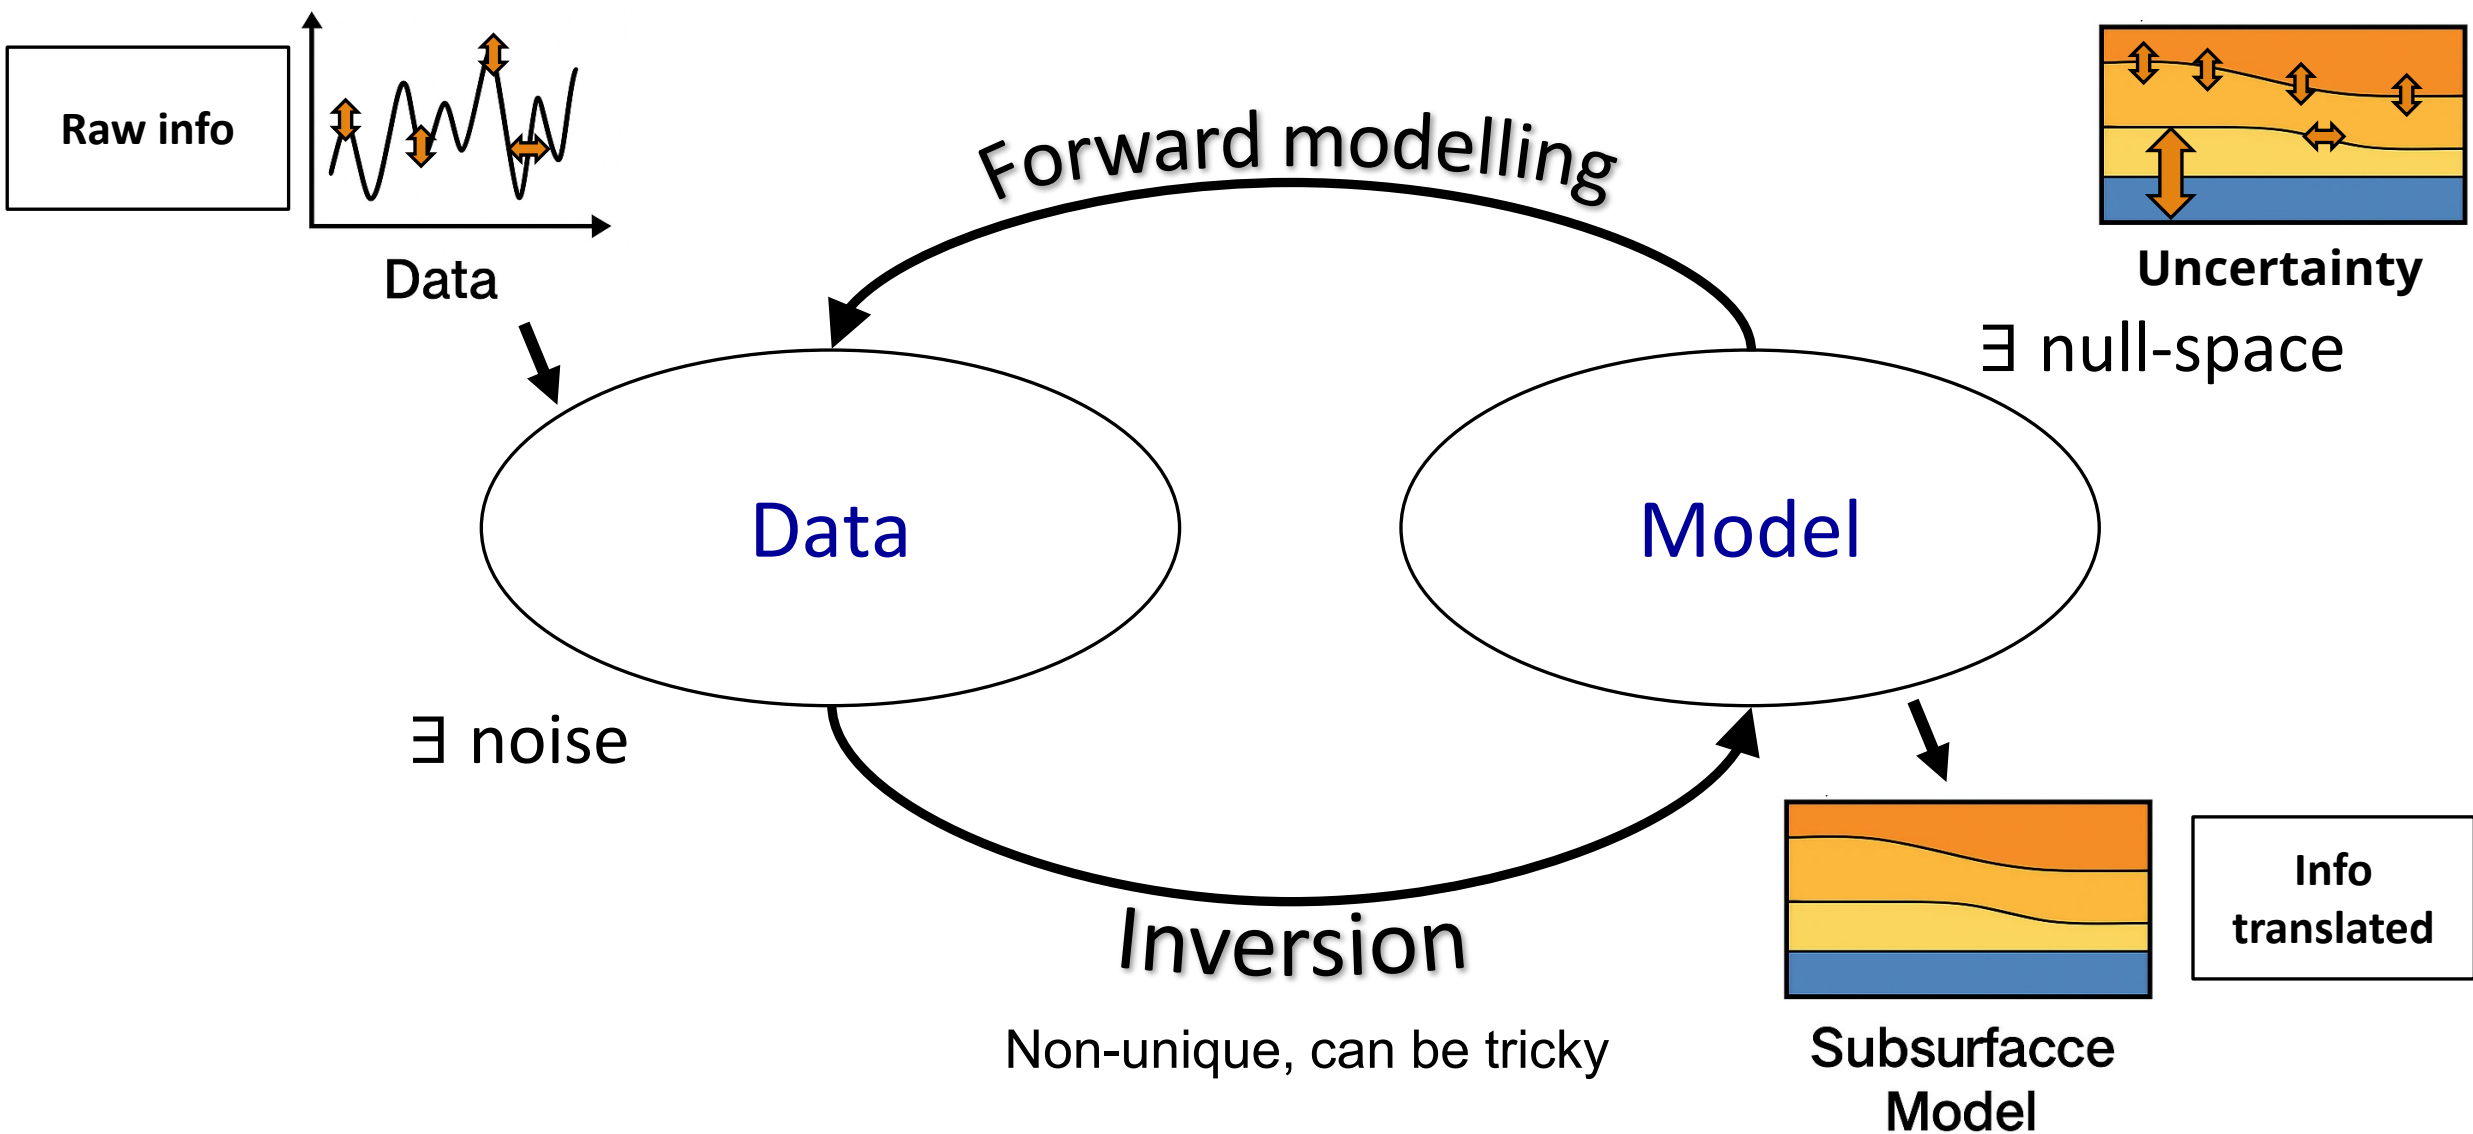 Raw info
Data
Forward modelling
Uncertainty
∃ null-space
Data
Model
∃ noise
Inversion
Non-unique, can be tricky
Subsurfacce
Model
Info
translated